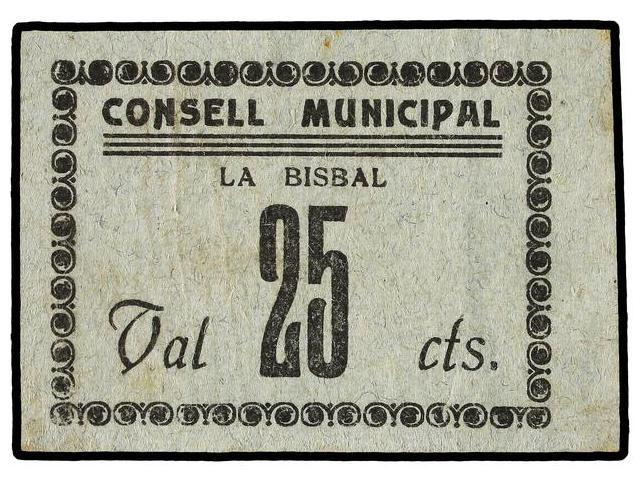 CONSELL MUNICIPAL
LA BISBAL
Val 25 cts.